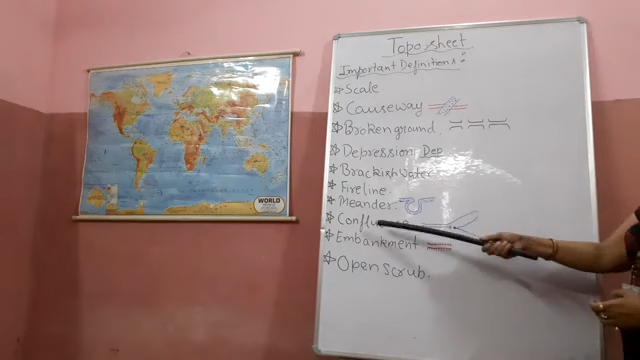 WORLD
Topo sheet
Important Definitions:
Scale
Causeway
Broken ground.
Depression Dep
Brackish water
Fireline.
Meander.
Embankment
Open scrub.